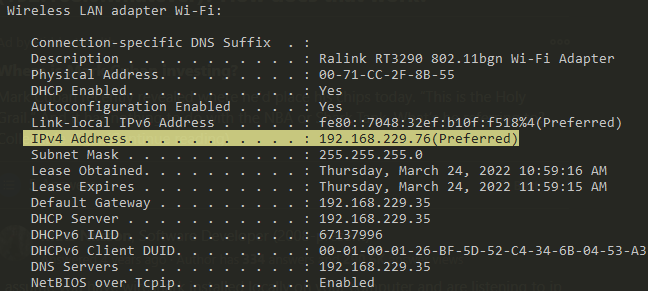 Wireless LAN adapter Wi-Fi:
Connection-specific DNS Suffix . :
Description . . . . . . . . . . . : Ralink RT3290 802.11bgn Wi-Fi Adapter
Physical Address. . . . . . . . . : 00-71-CC-2F-8B-55
DHCP Enabled. . . . . . . . . . . : Yes
Autoconfiguration Enabled . . . . : Yes
Link-local IPv6 Address . . . . . : fe80::7048:32ef:b10f:f518%4(Preferred)
IPv4 Address. . . . . . . . . . . : 192.168.229.76(Preferred)
Subnet Mask . . . . . . . . . . . : 255.255.255.0
Lease Obtained. . . . . . . . . . : Thursday, March 24, 2022 10:59:16 AM
Lease Expires . . . . . . . . . . : Thursday, March 24, 2022 11:59:15 AM
Default Gateway . . . . . . . . . : 192.168.229.35
DHCP Server . . . . . . . . . . . : 192.168.229.35
DHCPv6 IAID . . . . . . . . . . . : 67137996
DHCPv6 Client DUID. . . . . . . . : 00-01-00-01-26-BF-5D-52-C4-34-6B-04-53-A3
DNS Servers . . . . . . . . . . . : 192.168.229.35
NetBIOS over Tcpip. . . . . . . . : Enabled